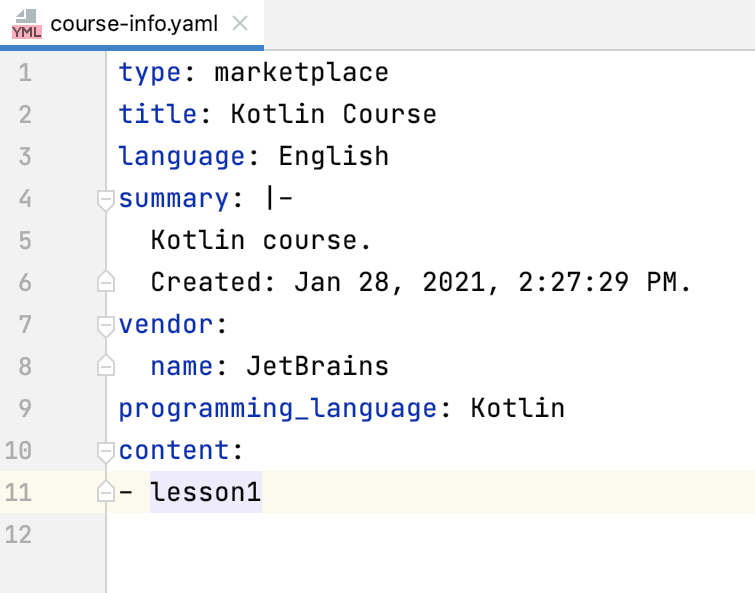 YML course-info.yaml
1 type: marketplace
2 title: Kotlin Course
3 language: English
4 summary: |-
5   Kotlin course.
6   Created: Jan 28, 2021, 2:27:29 PM.
7 vendor:
8   name: JetBrains
9 programming_language: Kotlin
10 content:
11 - lesson1
12